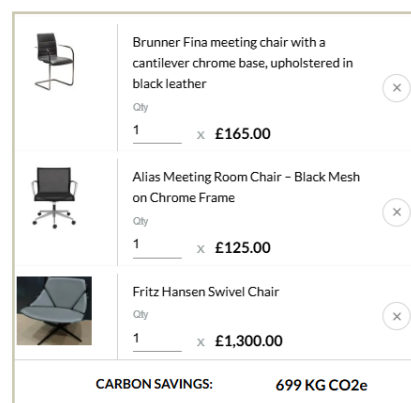 Brunner Fina meeting chair with a
cantilever chrome base, upholstered in
black leather
Qty
1 x £165.00
Alias Meeting Room Chair – Black Mesh
on Chrome Frame
Qty
1 x £125.00
Fritz Hansen Swivel Chair
Qty
1 x £1,300.00
CARBON SAVINGS: 699 KG CO2e